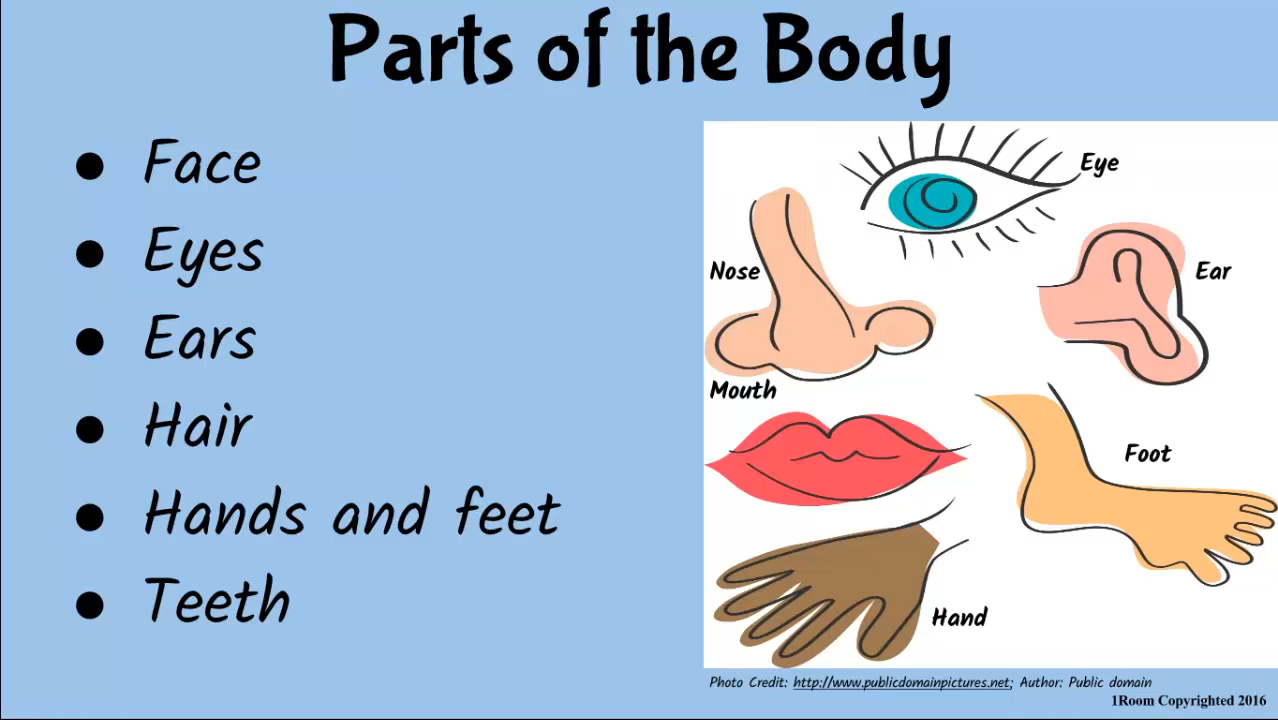 Parts of the Body
● Face
● Eyes
● Ears
● Hair
● Hands and feet
● Teeth
Eye
Nose
Ear
Mouth
Foot
Hand
Photo Credit: http://www.publicdomainpictures.net; Author: Public domain
1Room Copyrighted 2016